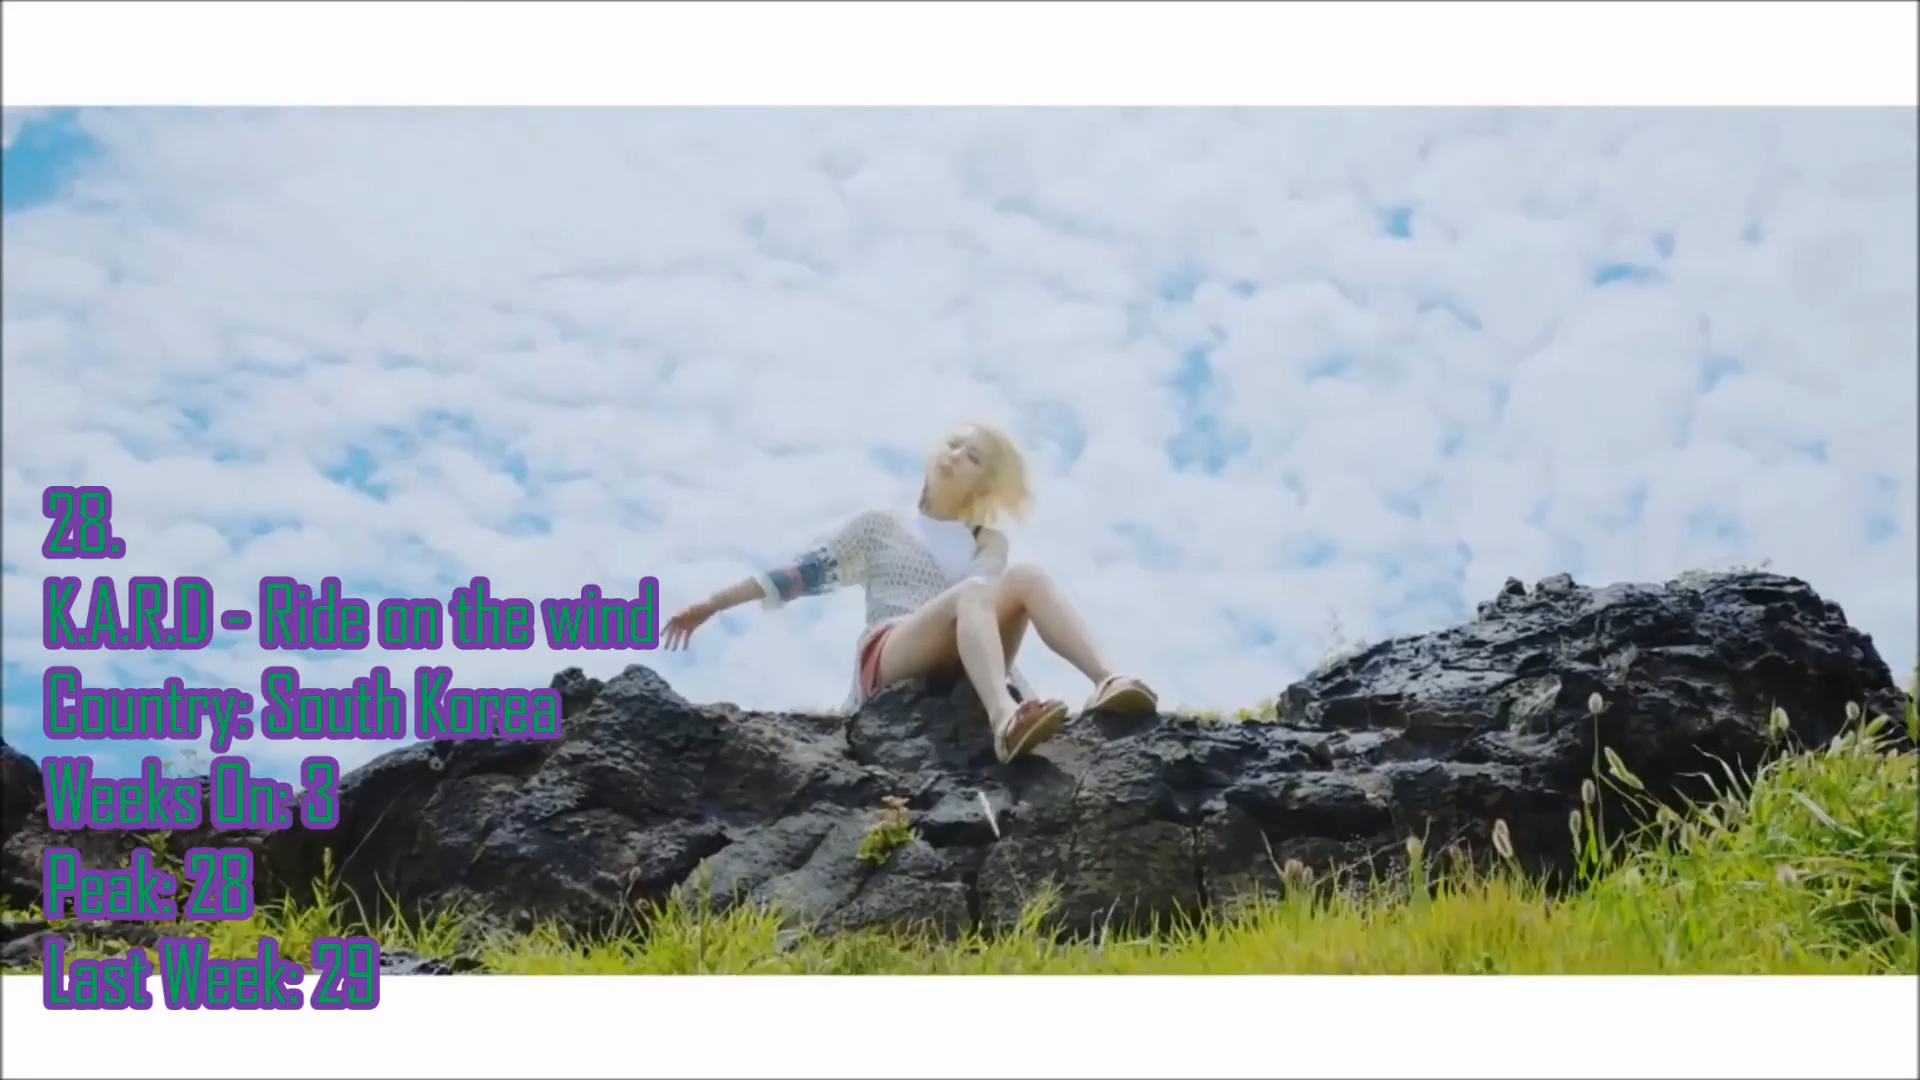 28.
K.A.R.D - Ride on the wind
Country: South Korea
Weeks On: 3
Peak: 28
Last Week: 29